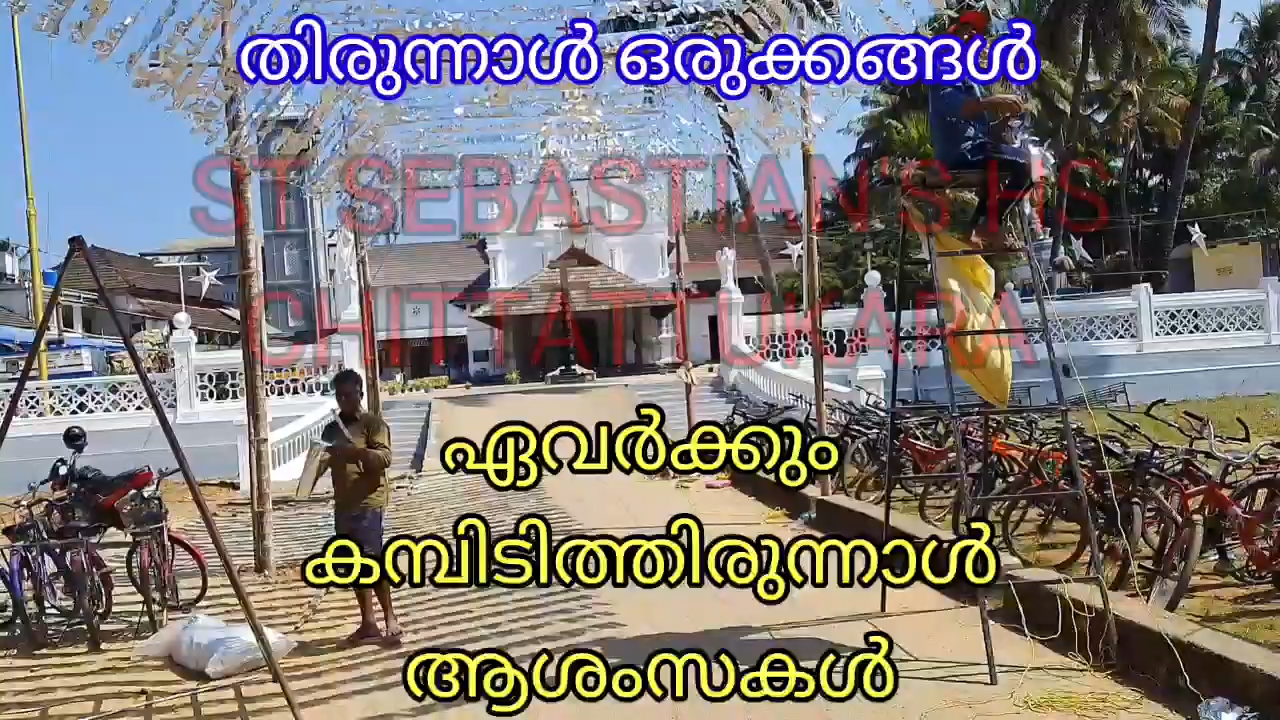 തിരുന്നാൾ ഒരുക്കങ്ങൾ
ST SEBASTIAN'S HS
CHITTATTUKARA
ഏവർക്കും
കമ്പിടിത്തിരുന്നാൾ
ആശംസകൾ